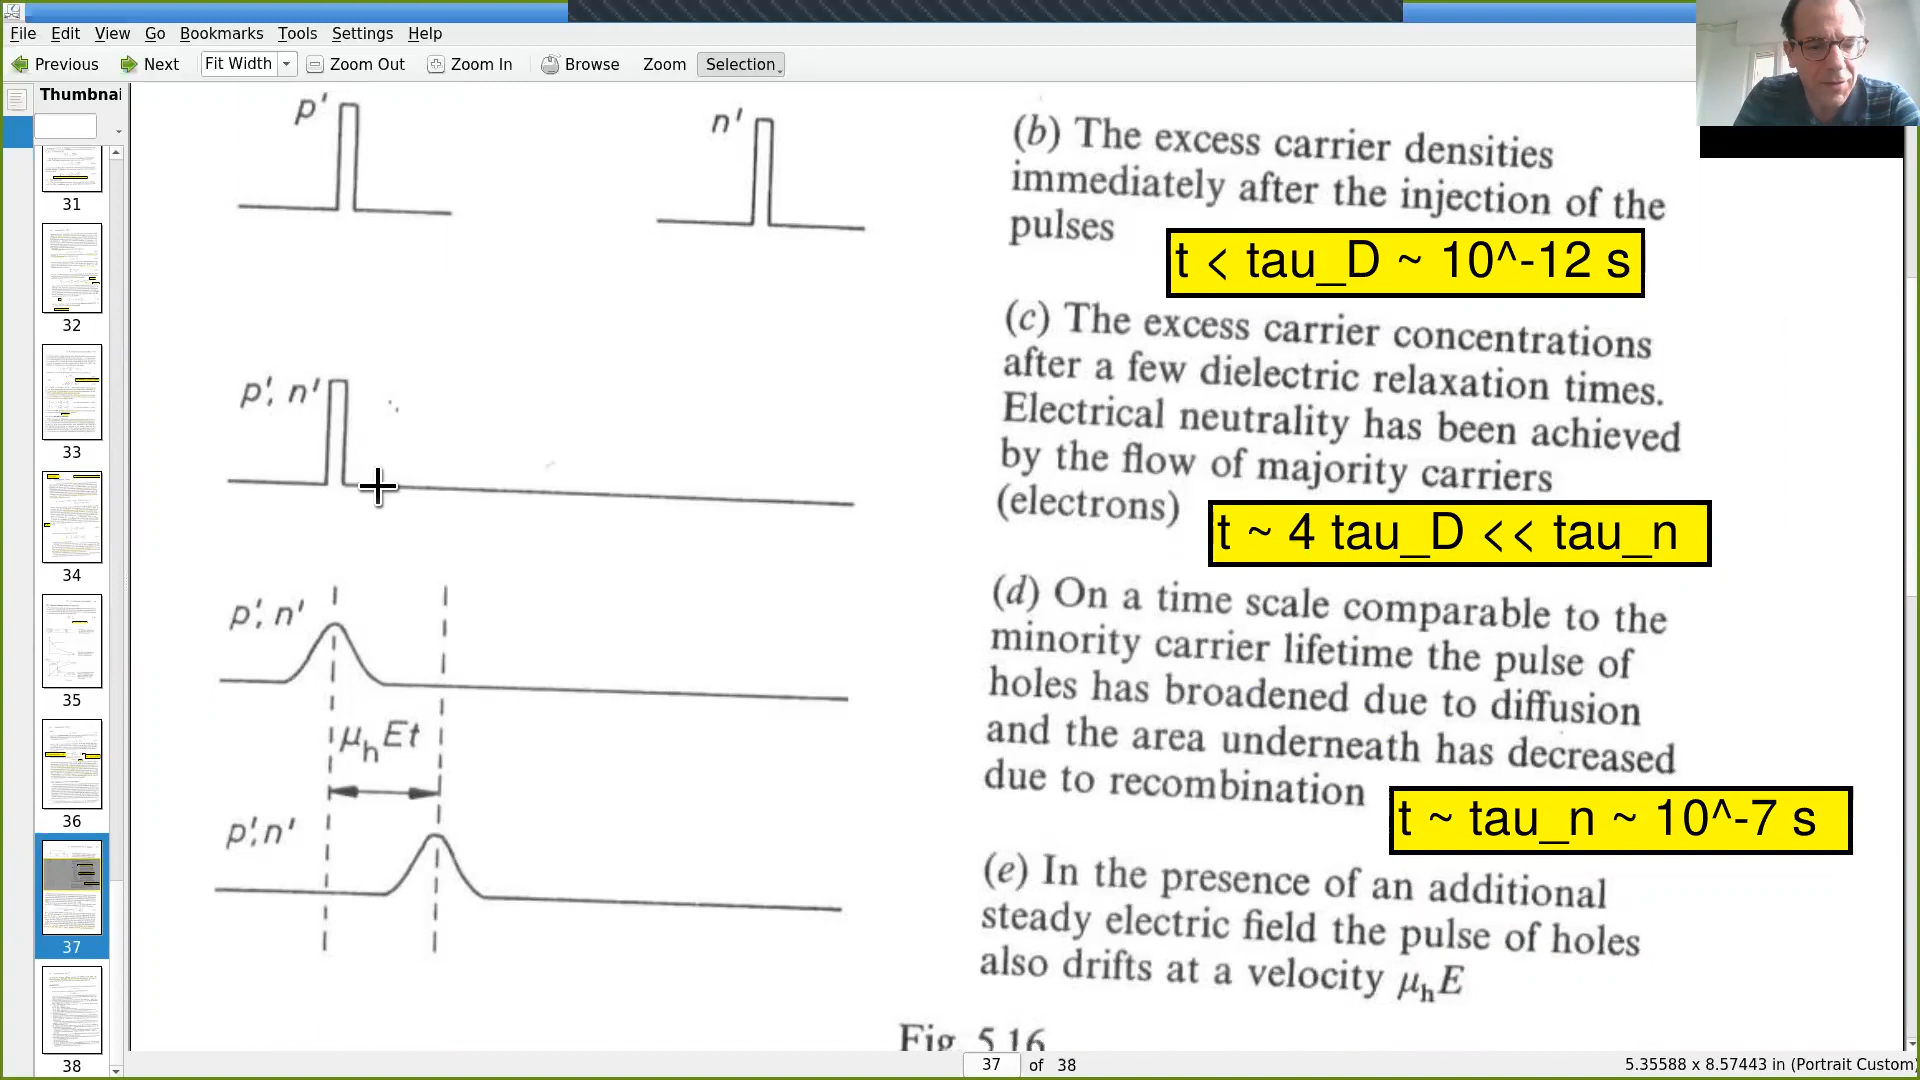 File Edit View Go Bookmarks Tools Settings Help
Previous Next Fit Width Zoom Out Zoom In Browse Zoom Selection
Thumbnai
31
32
33
34
35
36
37
38
p' n'
(b) The excess carrier densities
immediately after the injection of the
pulses
t < tau_D ~ 10^-12 s
p', n'
(c) The excess carrier concentrations
after a few dielectric relaxation times.
Electrical neutrality has been achieved
by the flow of majority carriers
(electrons)
t ~ 4 tau_D << tau_n
p', n'
(d) On a time scale comparable to the
minority carrier lifetime the pulse of
holes has broadened due to diffusion
and the area underneath has decreased
due to recombination
t ~ tau_n ~ 10^-7 s
μhEt
p',n'
(e) In the presence of an additional
steady electric field the pulse of holes
also drifts at a velocity μhE
Fig 5.16
37 of 38
5.35588 x 8.57443 in (Portrait Custom)